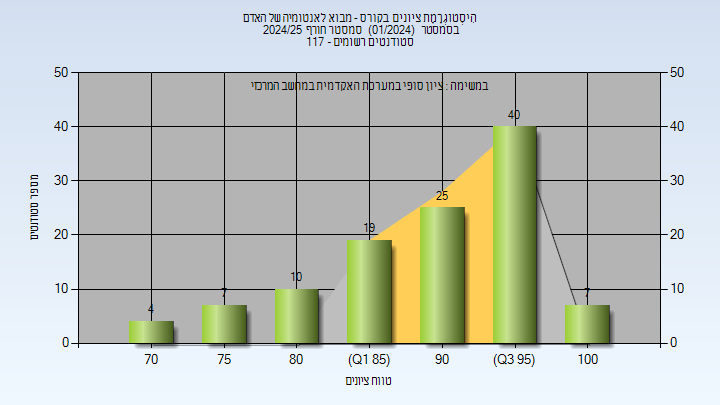 היסטוגרמת ציונים בקורס - מבוא לאנטומיה של האדם
בסמסטר (01/2024) סמסטר חורף 2024/25
סטודנטים רשומים - 117
במשימה : ציון סופי במערכת האקדמית במחשב המרכזי
50 50
40 40
30 30
20 20
10 10
0 0
4 7 10 19 25 40 7
70 75 80 (Q1 85) 90 (Q3 95) 100
מספר סטודנטים
טווח ציונים